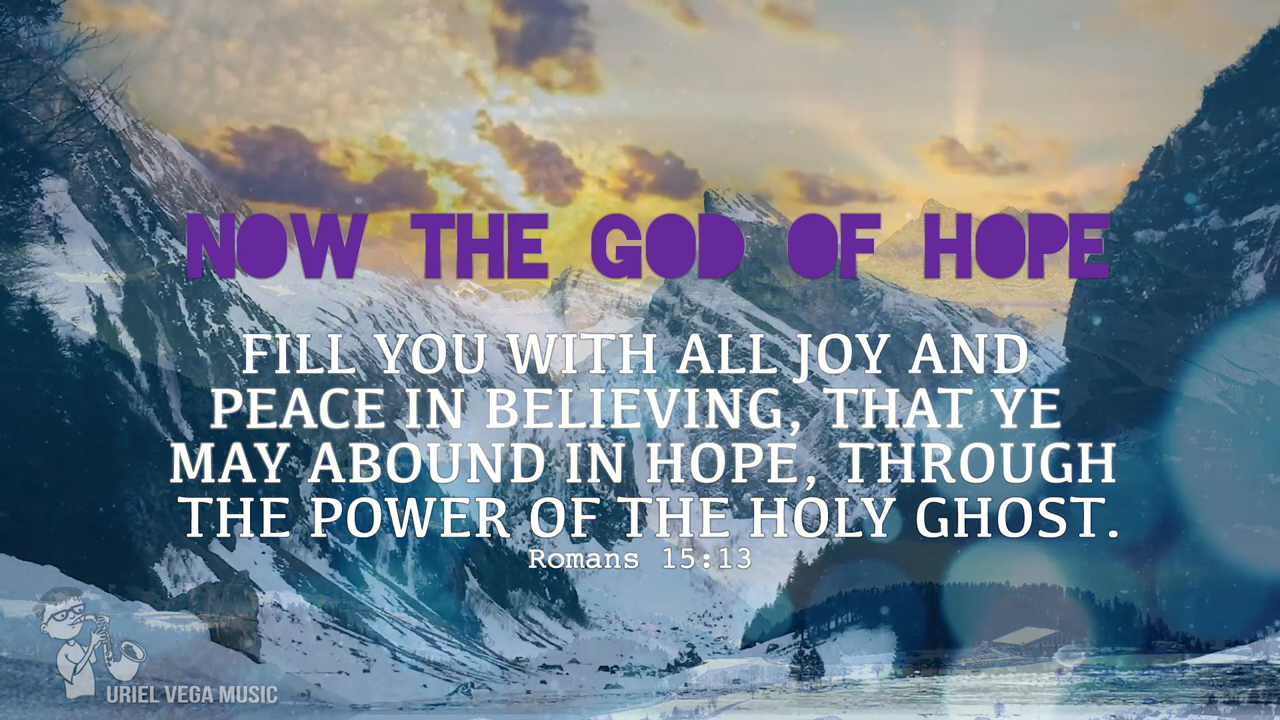 NOW THE GOD OF HOPE
FILL YOU WITH ALL JOY AND
PEACE IN BELIEVING, THAT YE
MAY ABOUND IN HOPE, THROUGH
THE POWER OF THE HOLY GHOST.
Romans 15:13
URIEL VEGA MUSIC